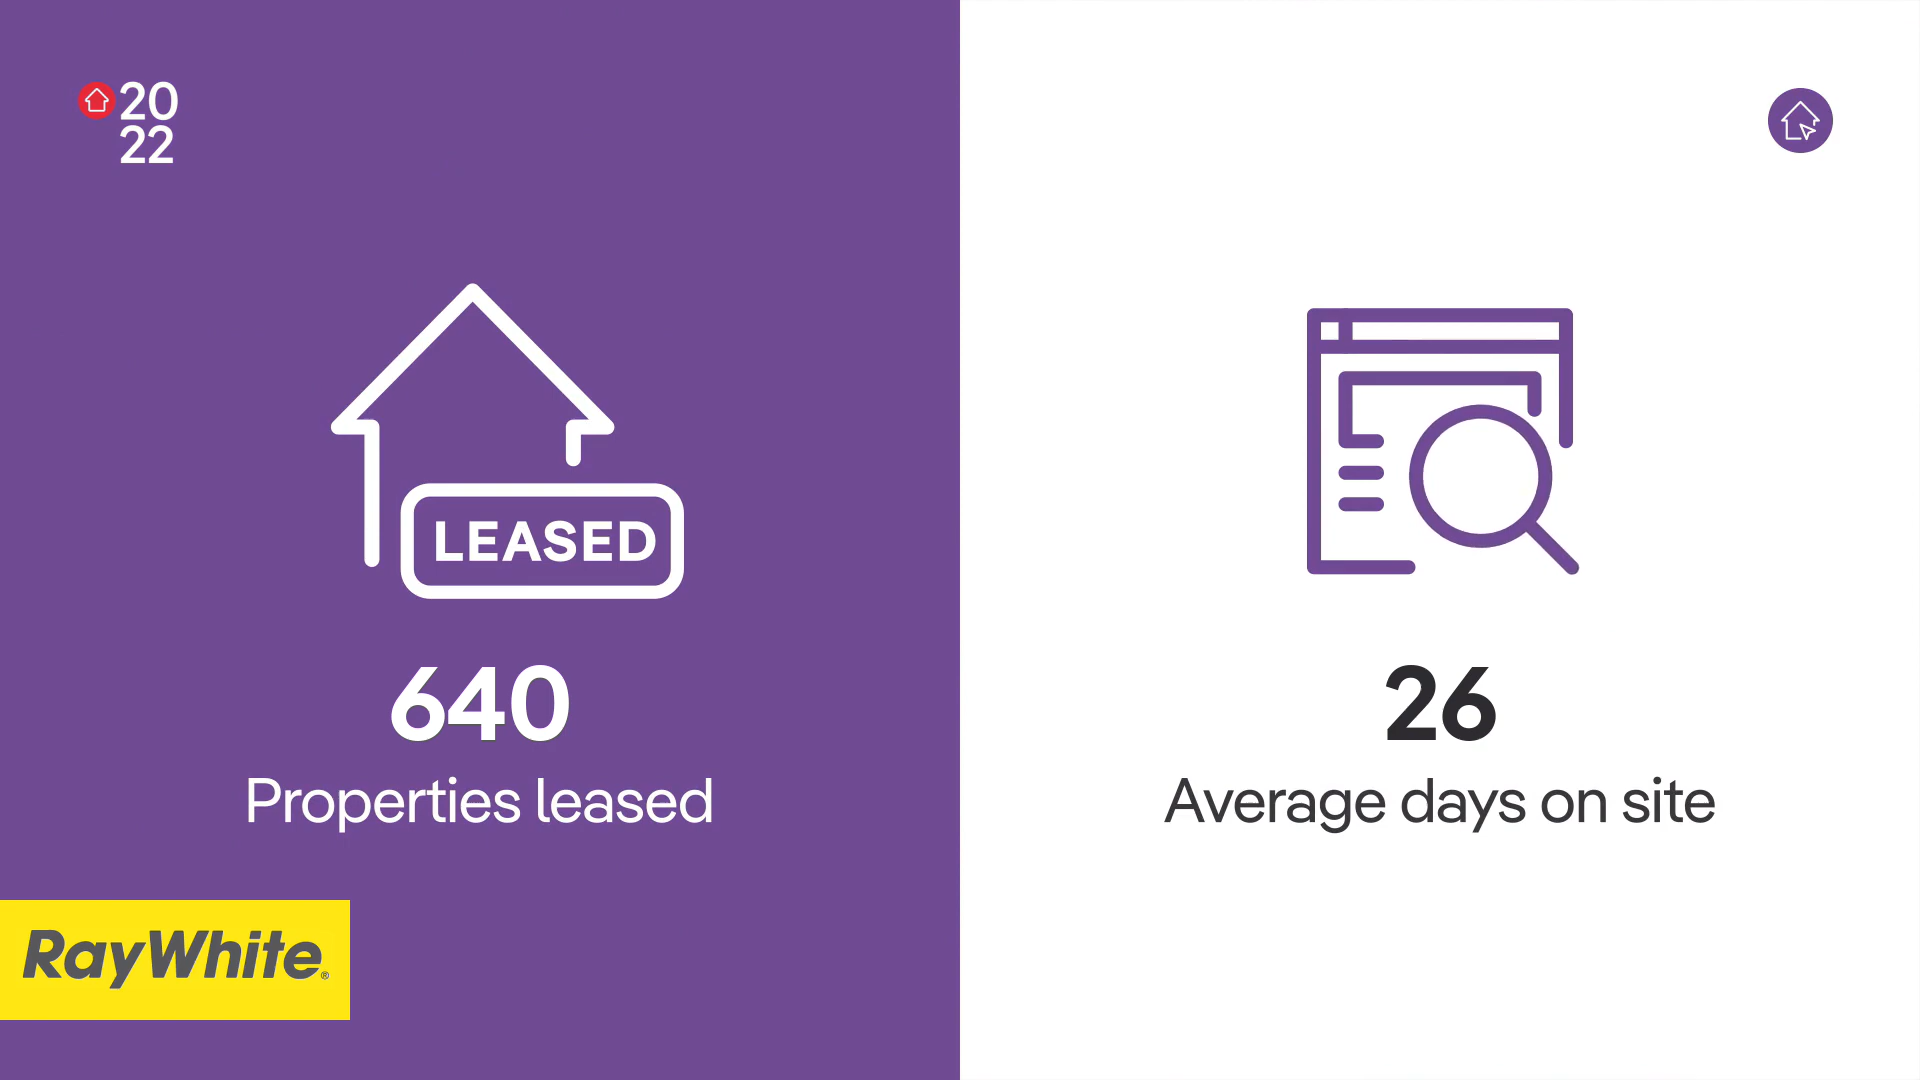 20
22
LEASED
640
Properties leased
26
Average days on site
RayWhite®